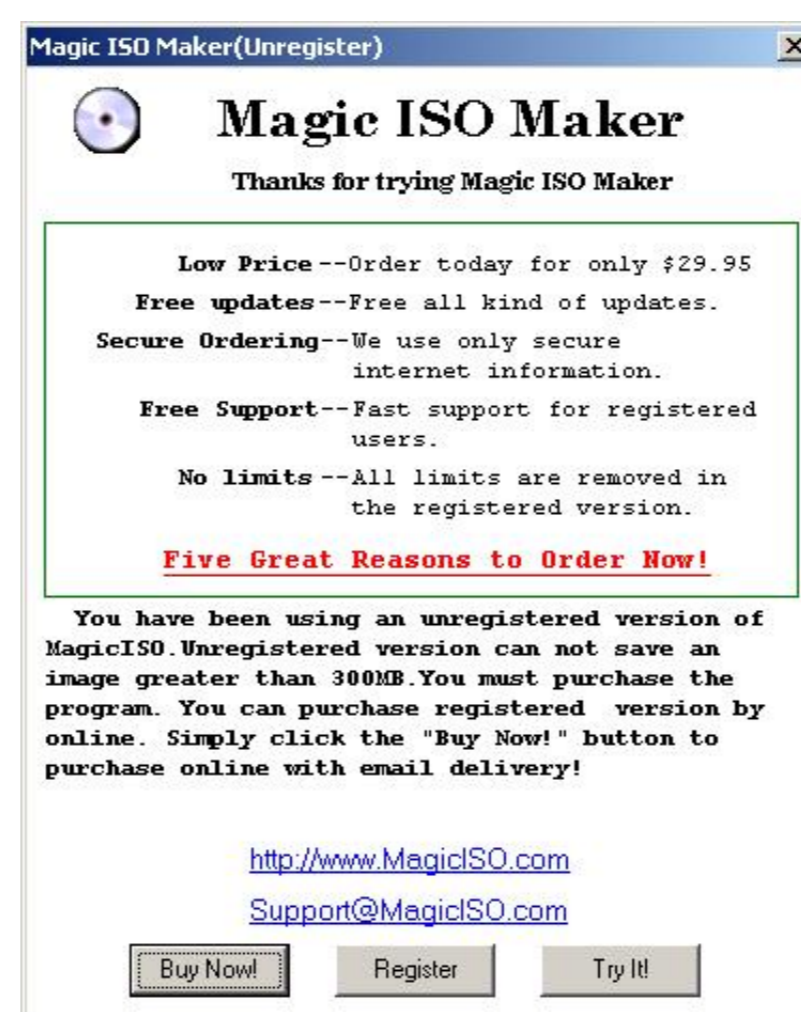 Magic ISO Maker(Unregister)
Magic ISO Maker
Thanks for trying Magic ISO Maker
Low Price--Order today for only $29.95
Free updates--Free all kind of updates.
Secure Ordering--We use only secure
internet information.
Free Support--Fast support for registered
users.
No limits--All limits are removed in
the registered version.
Five Great Reasons to Order Now!
You have been using an unregistered version of
MagicISO.Unregistered version can not save an
image greater than 300MB.You must purchase the
program. You can purchase registered version by
online. Simply click the "Buy Now!" button to
purchase online with email delivery!
http://www.MagicISO.com
Support@MagicISO.com
Buy Now! Register Try It!